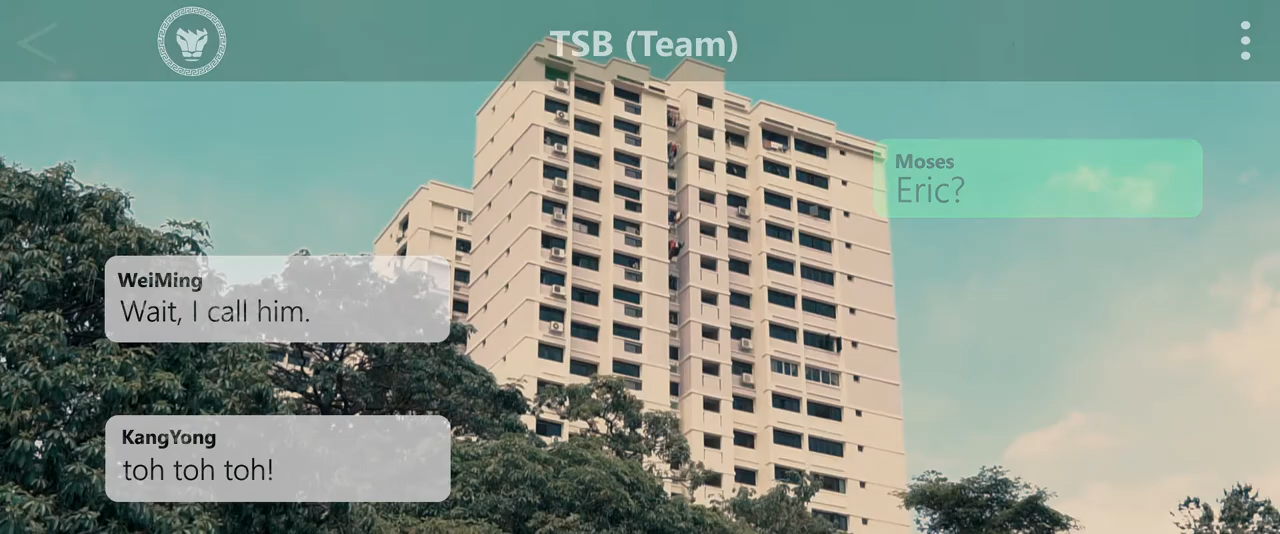 TSB (Team)
Moses
Eric?
WeiMing
Wait, I call him.
KangYong
toh toh toh!